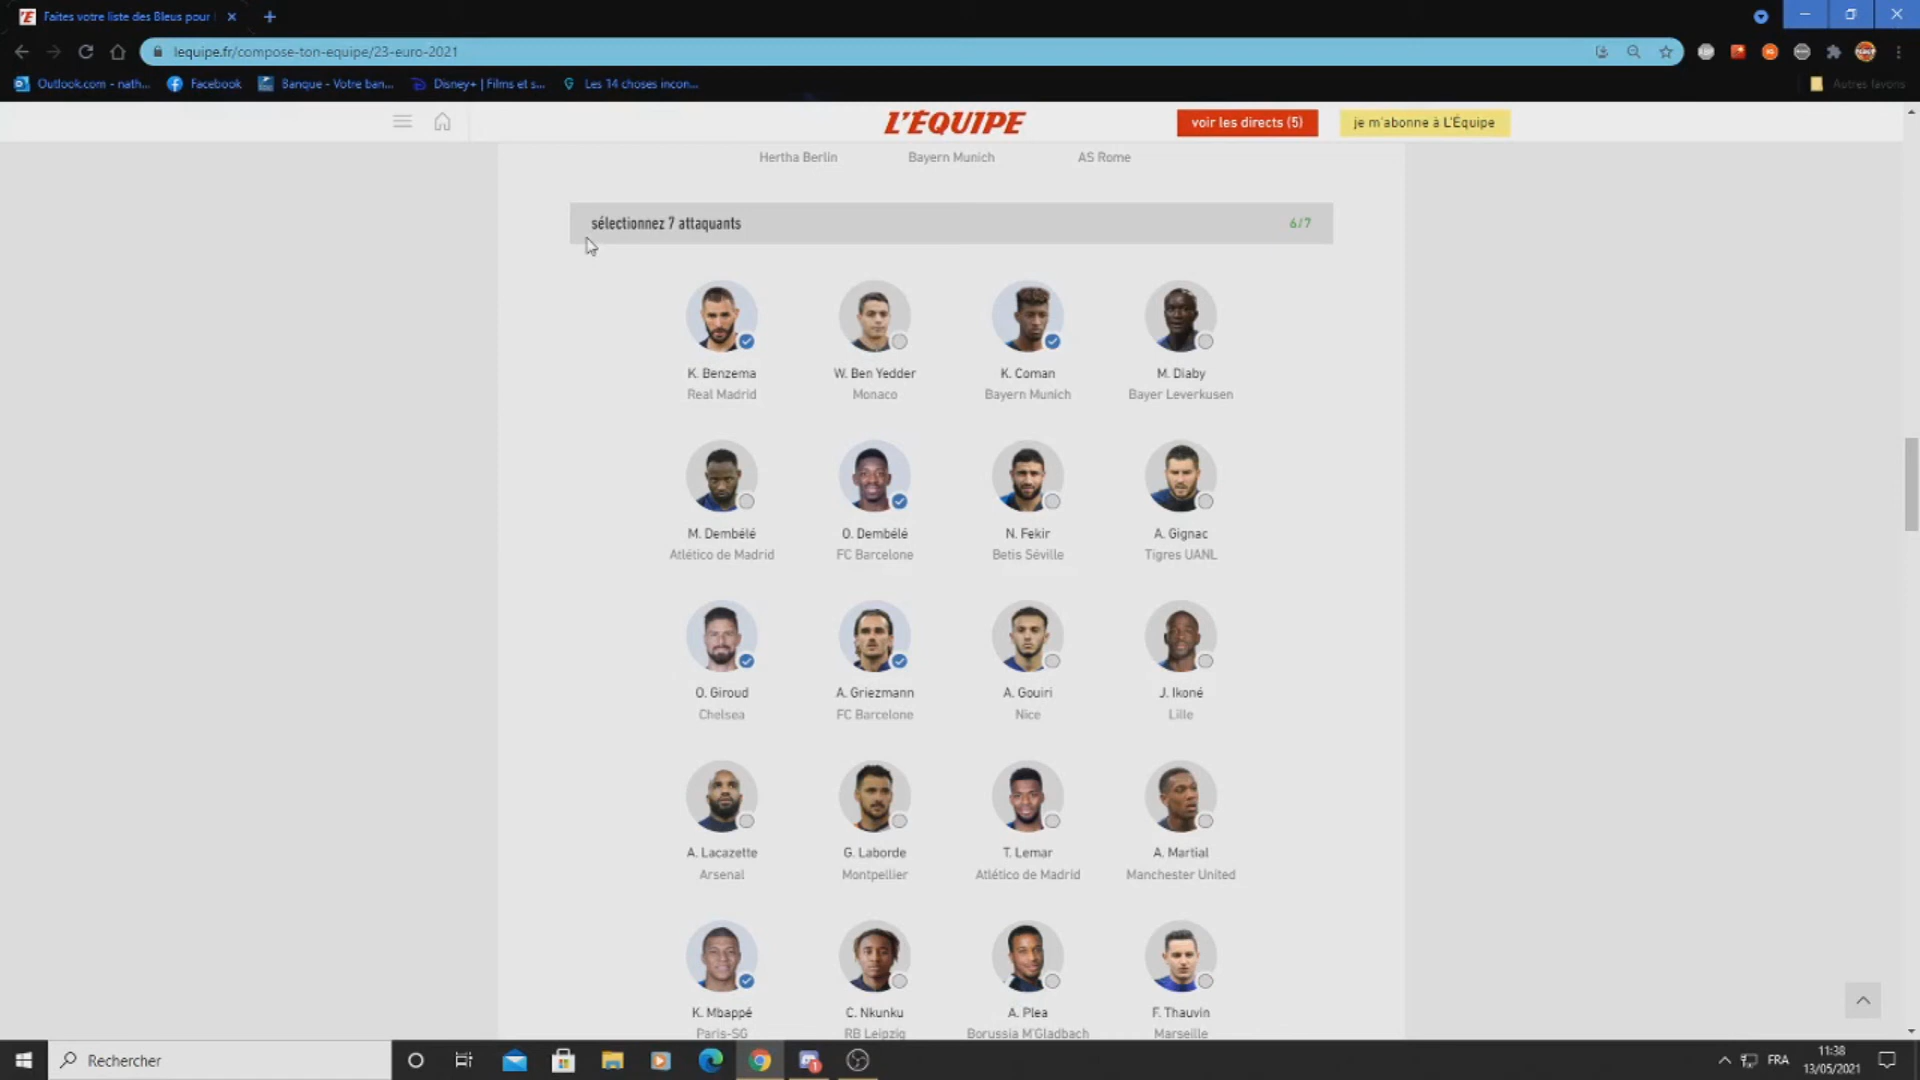 Faites votre liste des Bleus pour
lequipe.fr/compose-ton-equipe/23-euro-2021
Outlook.com - nath... Facebook Banque - Votre ban... Disney+ | Films et s... Les 14 choses incon... Autres favoris
L'ÉQUIPE voir les directs (5) je m'abonne à L'Équipe
Hertha Berlin Bayern Munich AS Rome
sélectionnez 7 attaquants 6/7
K. Benzema W. Ben Yedder K. Coman M. Diaby
Real Madrid Monaco Bayern Munich Bayer Leverkusen
M. Dembélé O. Dembélé N. Fekir A. Gignac
Atlético de Madrid FC Barcelone Betis Séville Tigres UANL
O. Giroud A. Griezmann A. Gouiri J. Ikoné
Chelsea FC Barcelone Nice Lille
A. Lacazette G. Laborde T. Lemar A. Martial
Arsenal Montpellier Atlético de Madrid Manchester United
K. Mbappé C. Nkunku A. Plea F. Thauvin
Paris-SG RB Leipzig Borussia M'Gladbach Marseille
Rechercher FRA 11:38
13/05/2021